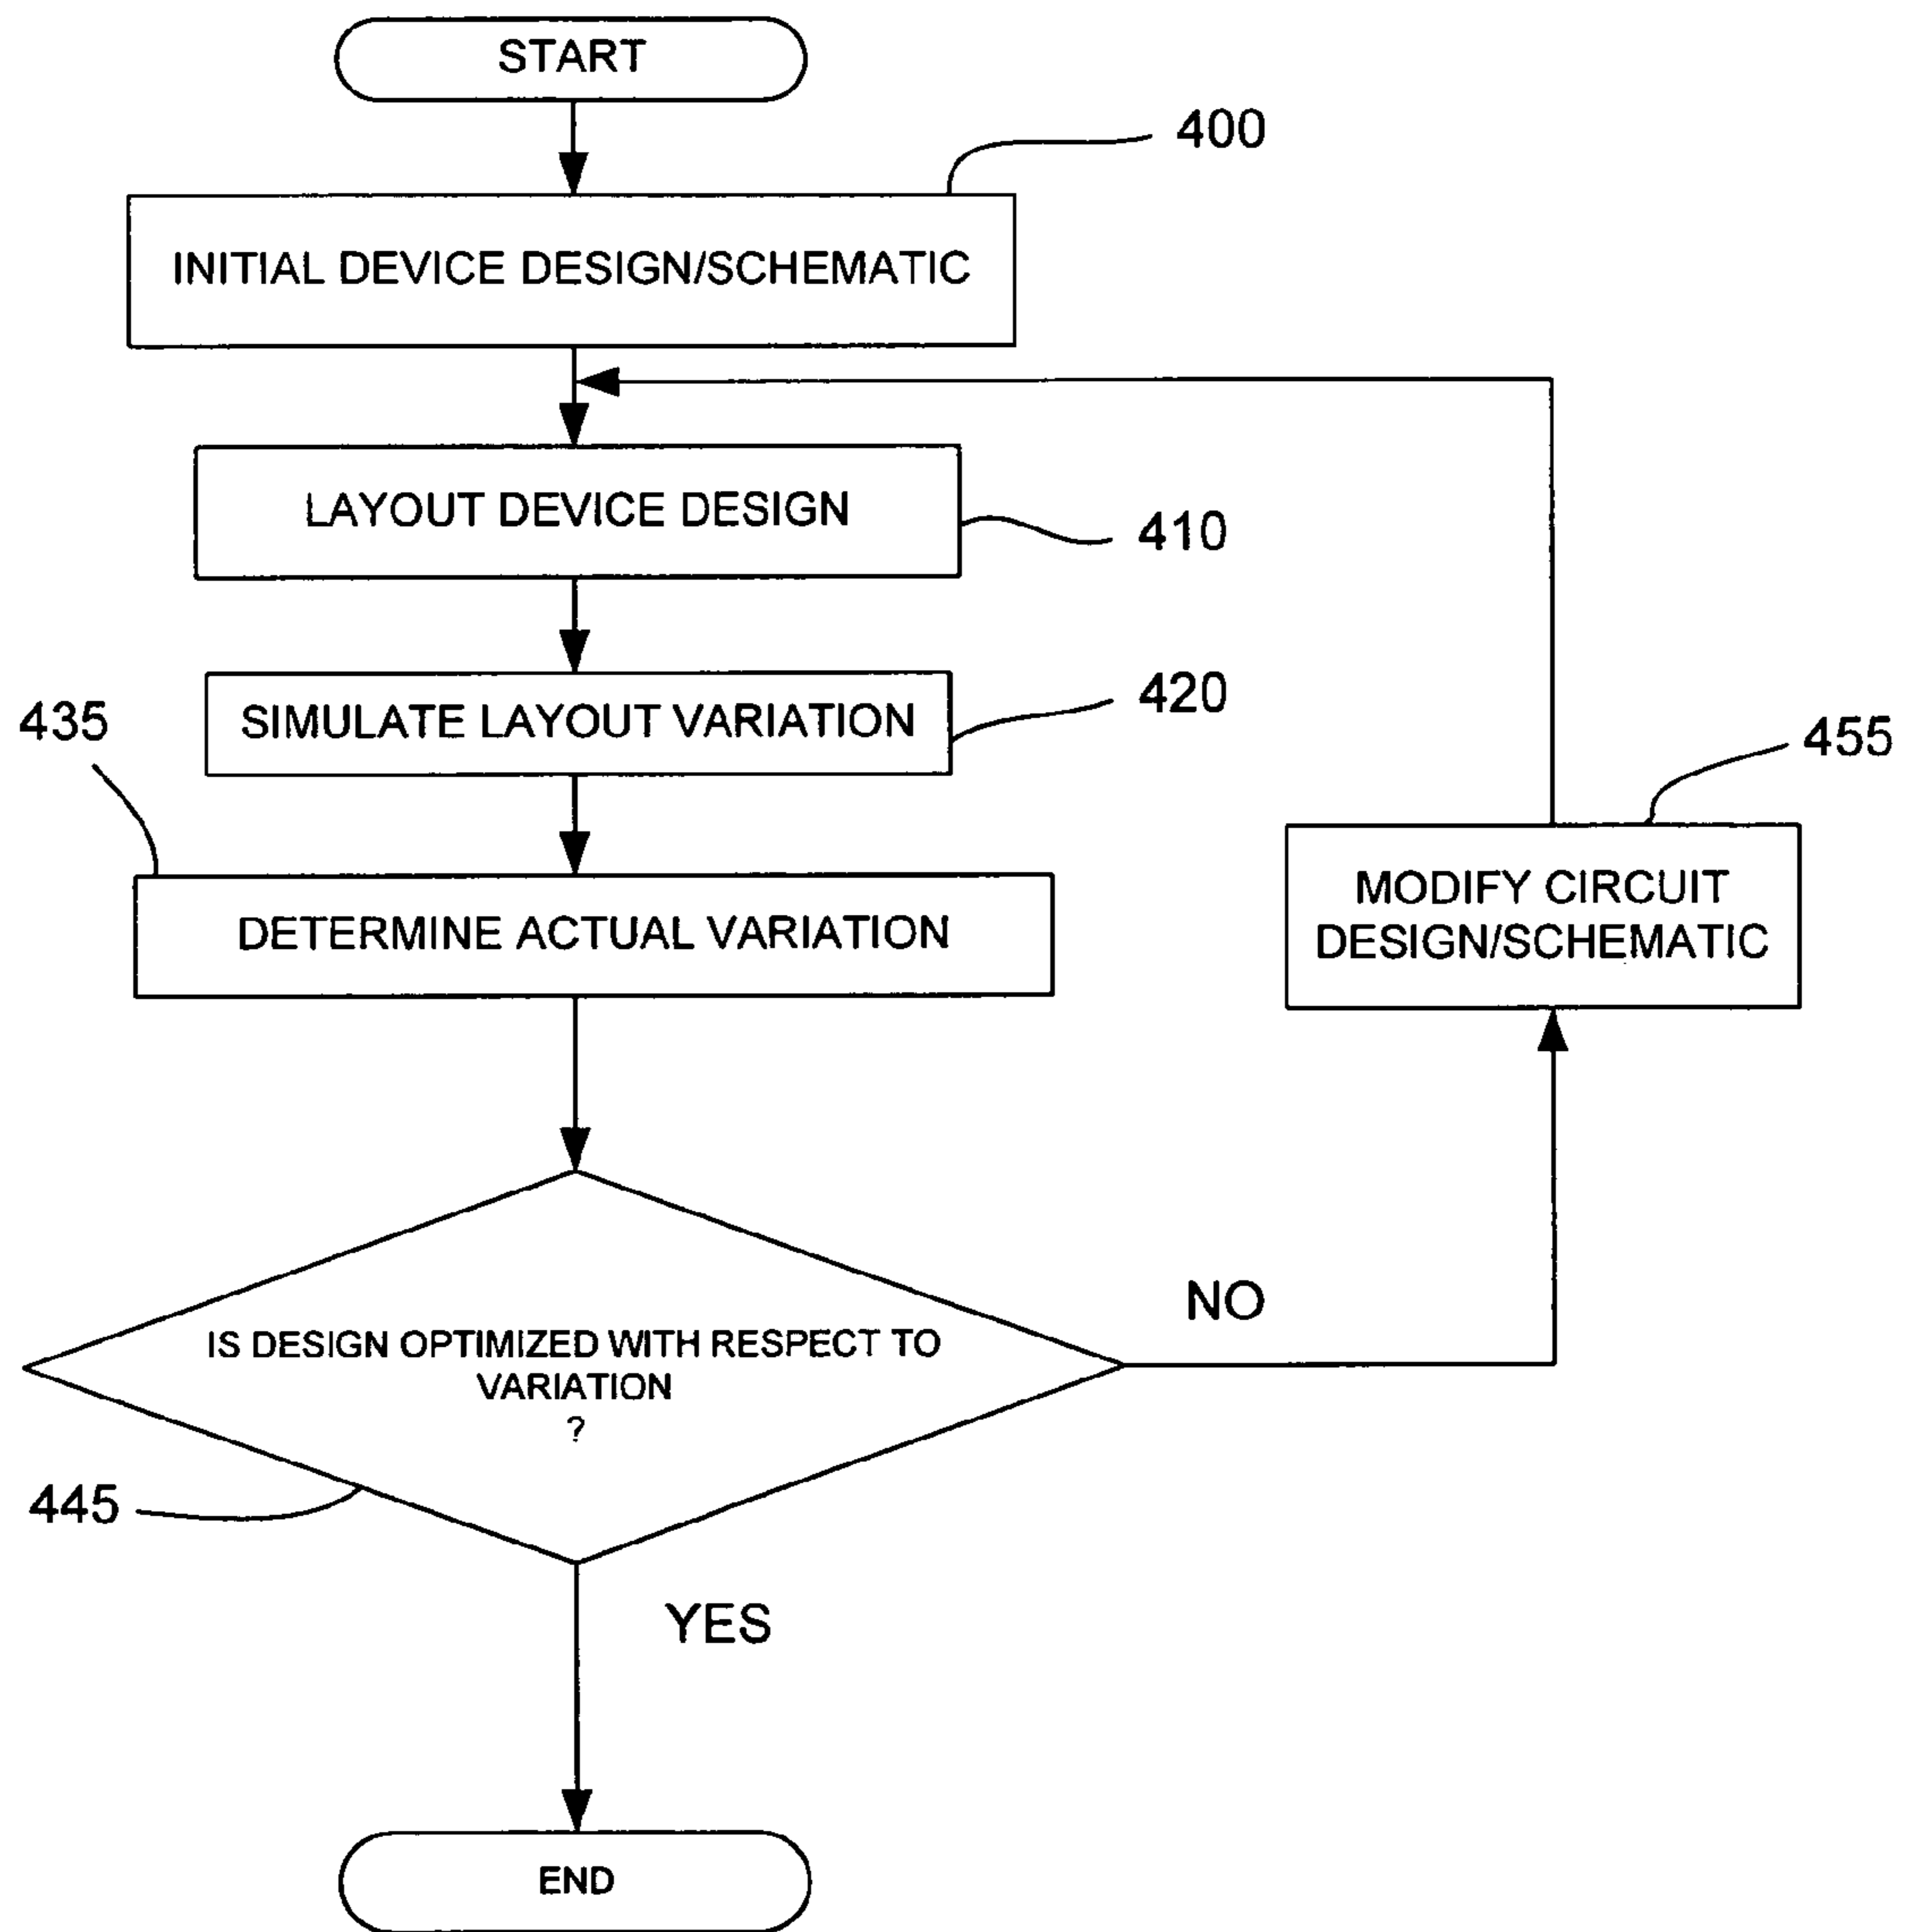 START
400
INITIAL DEVICE DESIGN/SCHEMATIC
LAYOUT DEVICE DESIGN
410
SIMULATE LAYOUT VARIATION
420
435
455
DETERMINE ACTUAL VARIATION
MODIFY CIRCUIT
DESIGN/SCHEMATIC
IS DESIGN OPTIMIZED WITH RESPECT TO
VARIATION
?
NO
445
YES
END